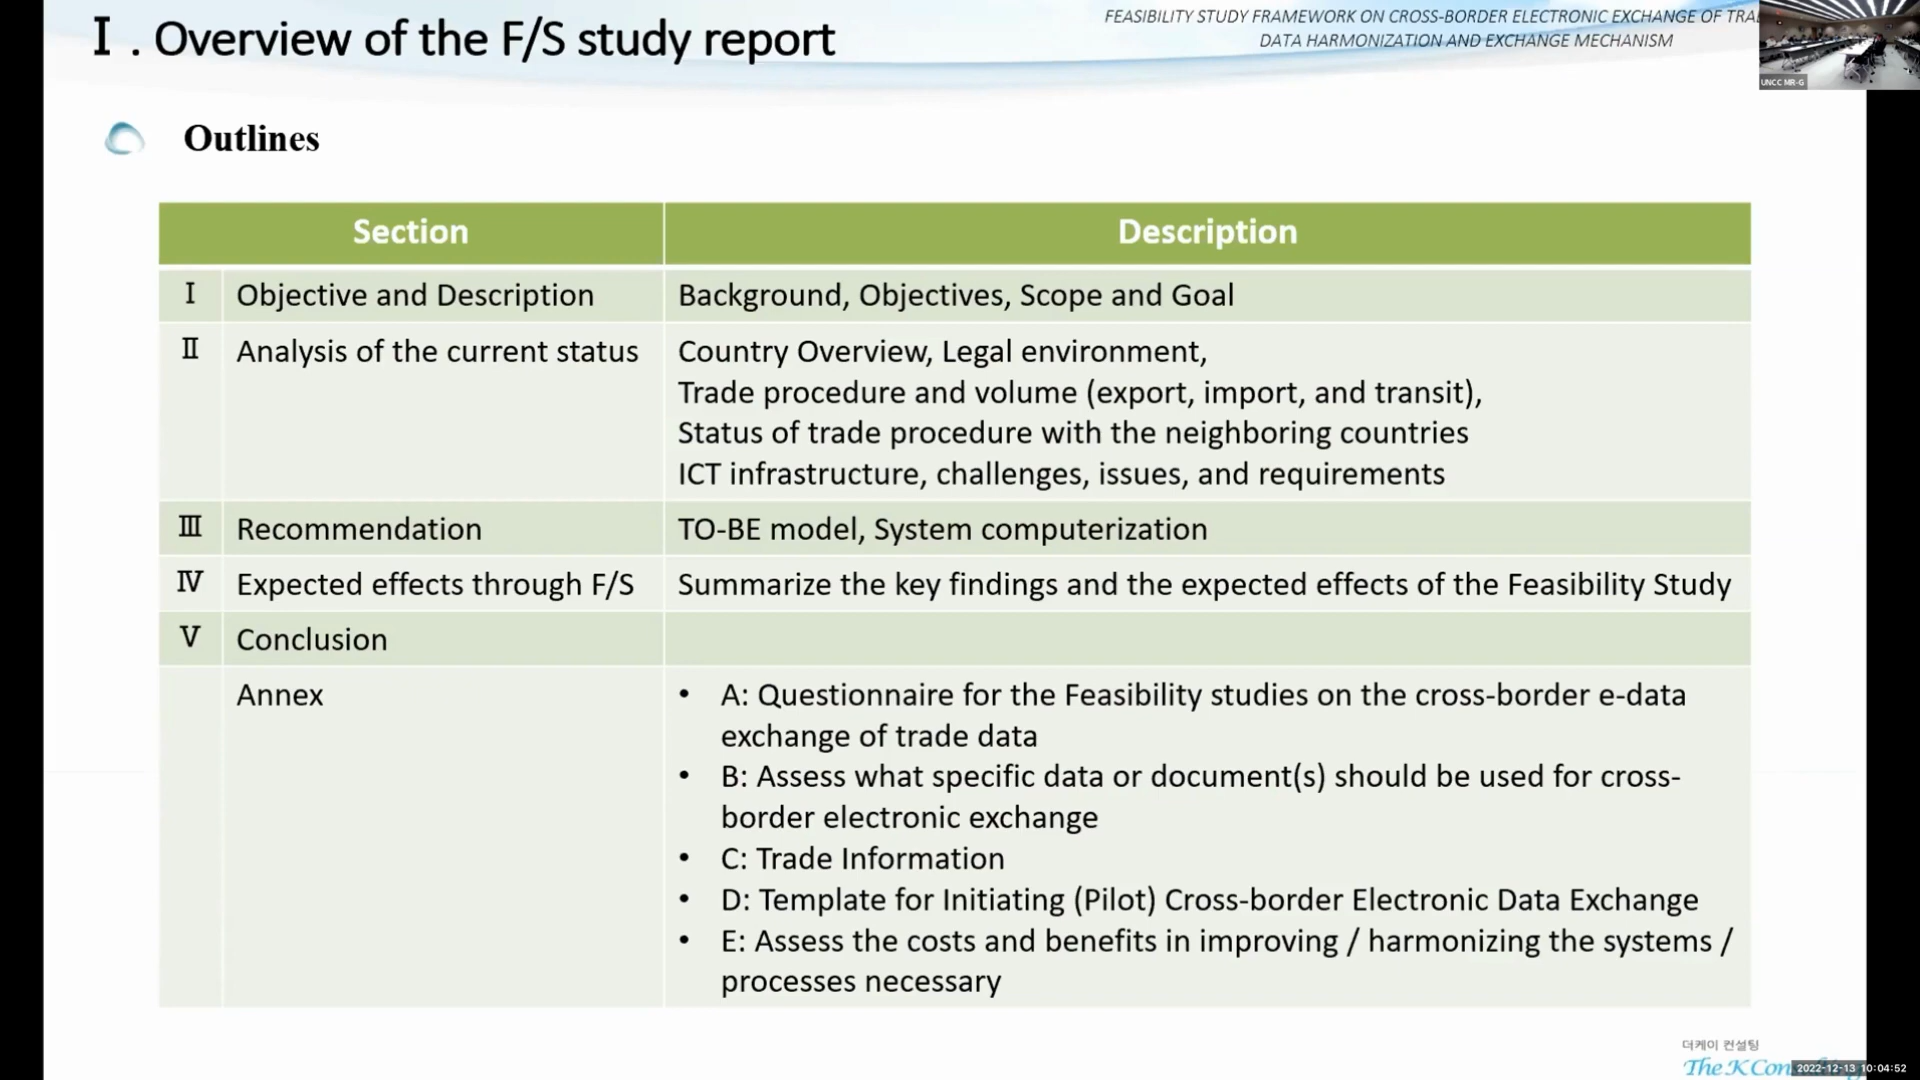 Ⅰ. Overview of the F/S study report
FEASIBILITY STUDY FRAMEWORK ON CROSS-BORDER ELECTRONIC EXCHANGE OF
DATA HARMONIZATION AND EXCHANGE MECHANISM
UNCC MR-G
Outlines
Section Description
Ⅰ Objective and Description Background, Objectives, Scope and Goal
Ⅱ Analysis of the current status Country Overview, Legal environment,
Trade procedure and volume (export, import, and transit),
Status of trade procedure with the neighboring countries
ICT infrastructure, challenges, issues, and requirements
Ⅲ Recommendation TO-BE model, System computerization
Ⅳ Expected effects through F/S Summarize the key findings and the expected effects of the Feasibility Study
Ⅴ Conclusion
Annex • A: Questionnaire for the Feasibility studies on the cross-border e-data
exchange of trade data
• B: Assess what specific data or document(s) should be used for cross-
border electronic exchange
• C: Trade Information
• D: Template for Initiating (Pilot) Cross-border Electronic Data Exchange
• E: Assess the costs and benefits in improving / harmonizing the systems /
processes necessary
더케이 컨설팅
The K
2022-12-13 10:04:52